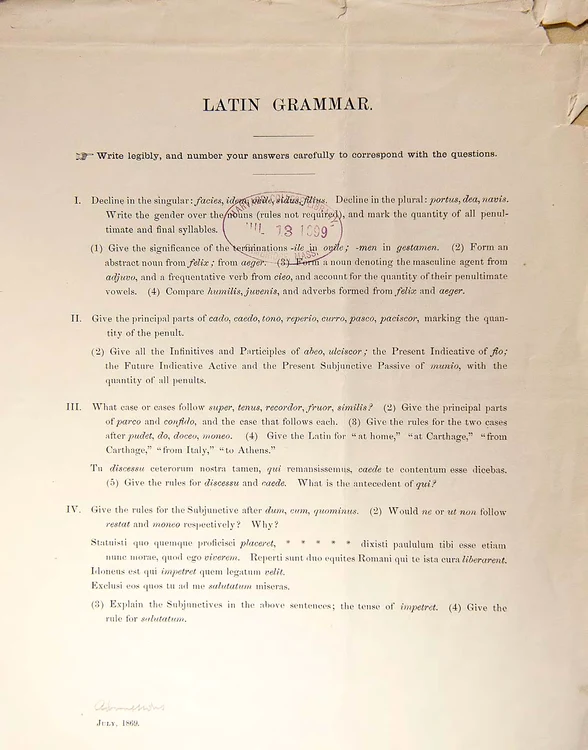 LATIN GRAMMAR.
☞ Write legibly, and number your answers carefully to correspond with the questions.
I. Decline in the singular: facies, idem, ovile, sidus, filius. Decline in the plural: portus, dea, navis.
Write the gender over the nouns (rules not required), and mark the quantity of all penul-
timate and final syllables.
JUL 13 1899
(1) Give the significance of the terminations -ile in ovile; -men in gestamen. (2) Form an
abstract noun from felix; from aeger. (3) Form a noun denoting the masculine agent from
adjuvo, and a frequentative verb from cieo, and account for the quantity of their penultimate
vowels. (4) Compare humilis, juvenis, and adverbs formed from felix and aeger.
II. Give the principal parts of cado, caedo, tono, reperio, curro, pasco, paciscor, marking the quan-
tity of the penult.
(2) Give all the Infinitives and Participles of abeo, ulciscor; the Present Indicative of fio;
the Future Indicative Active and the Present Subjunctive Passive of munio, with the
quantity of all penults.
III. What case or cases follow super, tenus, recordor, fruor, similis? (2) Give the principal parts
of parco and confido, and the case that follows each. (3) Give the rules for the two cases
after pudet, do, doceo, moneo. (4) Give the Latin for "at home," "at Carthage," "from
Carthage," "from Italy," "to Athens."
Tu discessu ceterorum nostra tamen, qui remansissemus, caede te contentum esse dicebas.
(5) Give the rules for discessu and caede. What is the antecedent of qui?
IV. Give the rules for the Subjunctive after dum, cum, quominus. (2) Would ne or ut non follow
restat and moneo respectively? Why?
Statuisti quo quemque proficisci placeret, * * * * * dixisti paululum tibi esse etiam
nunc morae, quod ego viverem. Reperti sunt duo equites Romani qui te ista cura liberarent.
Idoneus est qui impetret quem legatum velit.
Exclusi eos quos tu ad me salutatum miseras.
(3) Explain the Subjunctives in the above sentences; the tense of impetret. (4) Give the
rule for salutatum.
JULY, 1869.